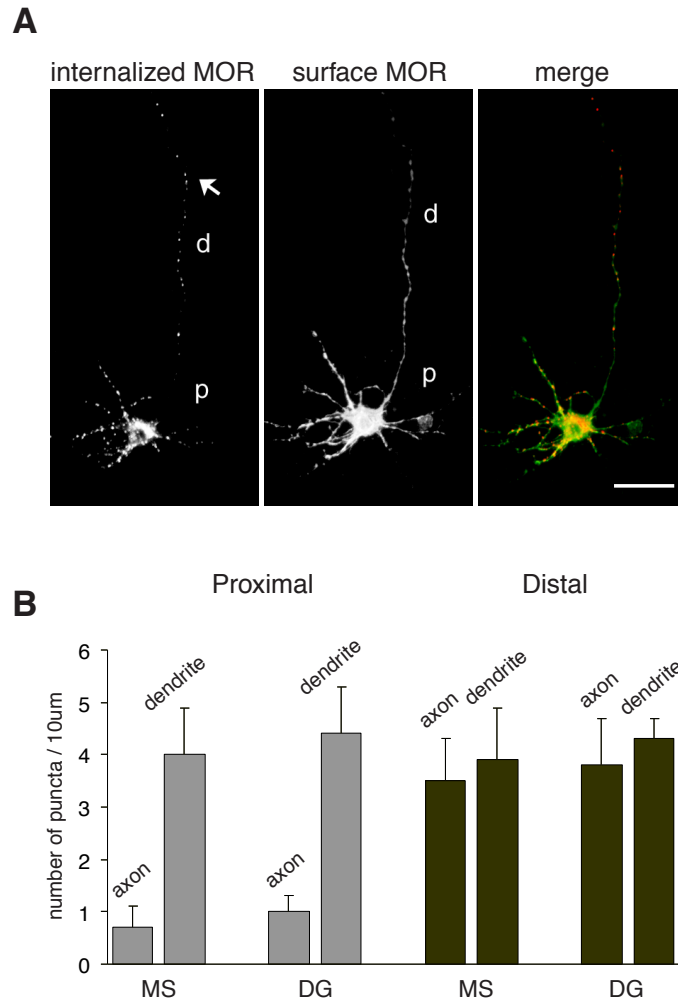 A
internalized MOR surface MOR merge
d d
p p
B
Proximal Distal
number of puncta / 10um
6
5
4
3
2
1
0
axon dendrite axon dendrite axon dendrite axon dendrite
MS DG MS DG